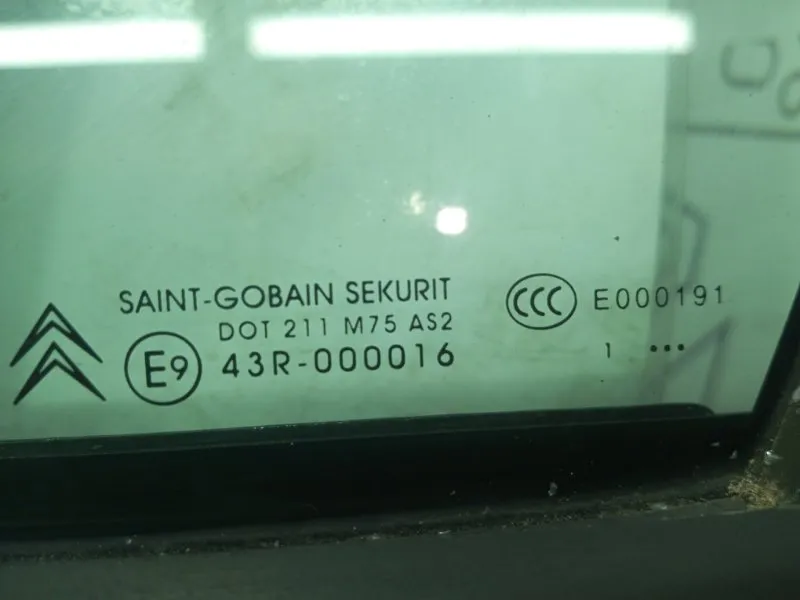 SAINT-GOBAIN SEKURIT
DOT 211 M75 AS2
E9 43R-000016
CCC E000191
1 •••